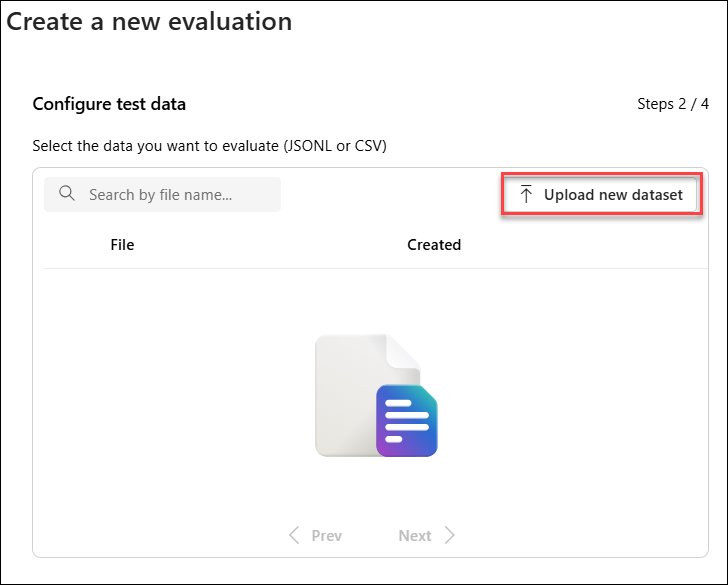 Create a new evaluation
Configure test data
Steps 2 / 4
Select the data you want to evaluate (JSONL or CSV)
Search by file name...
Upload new dataset
File
Created
Prev
Next